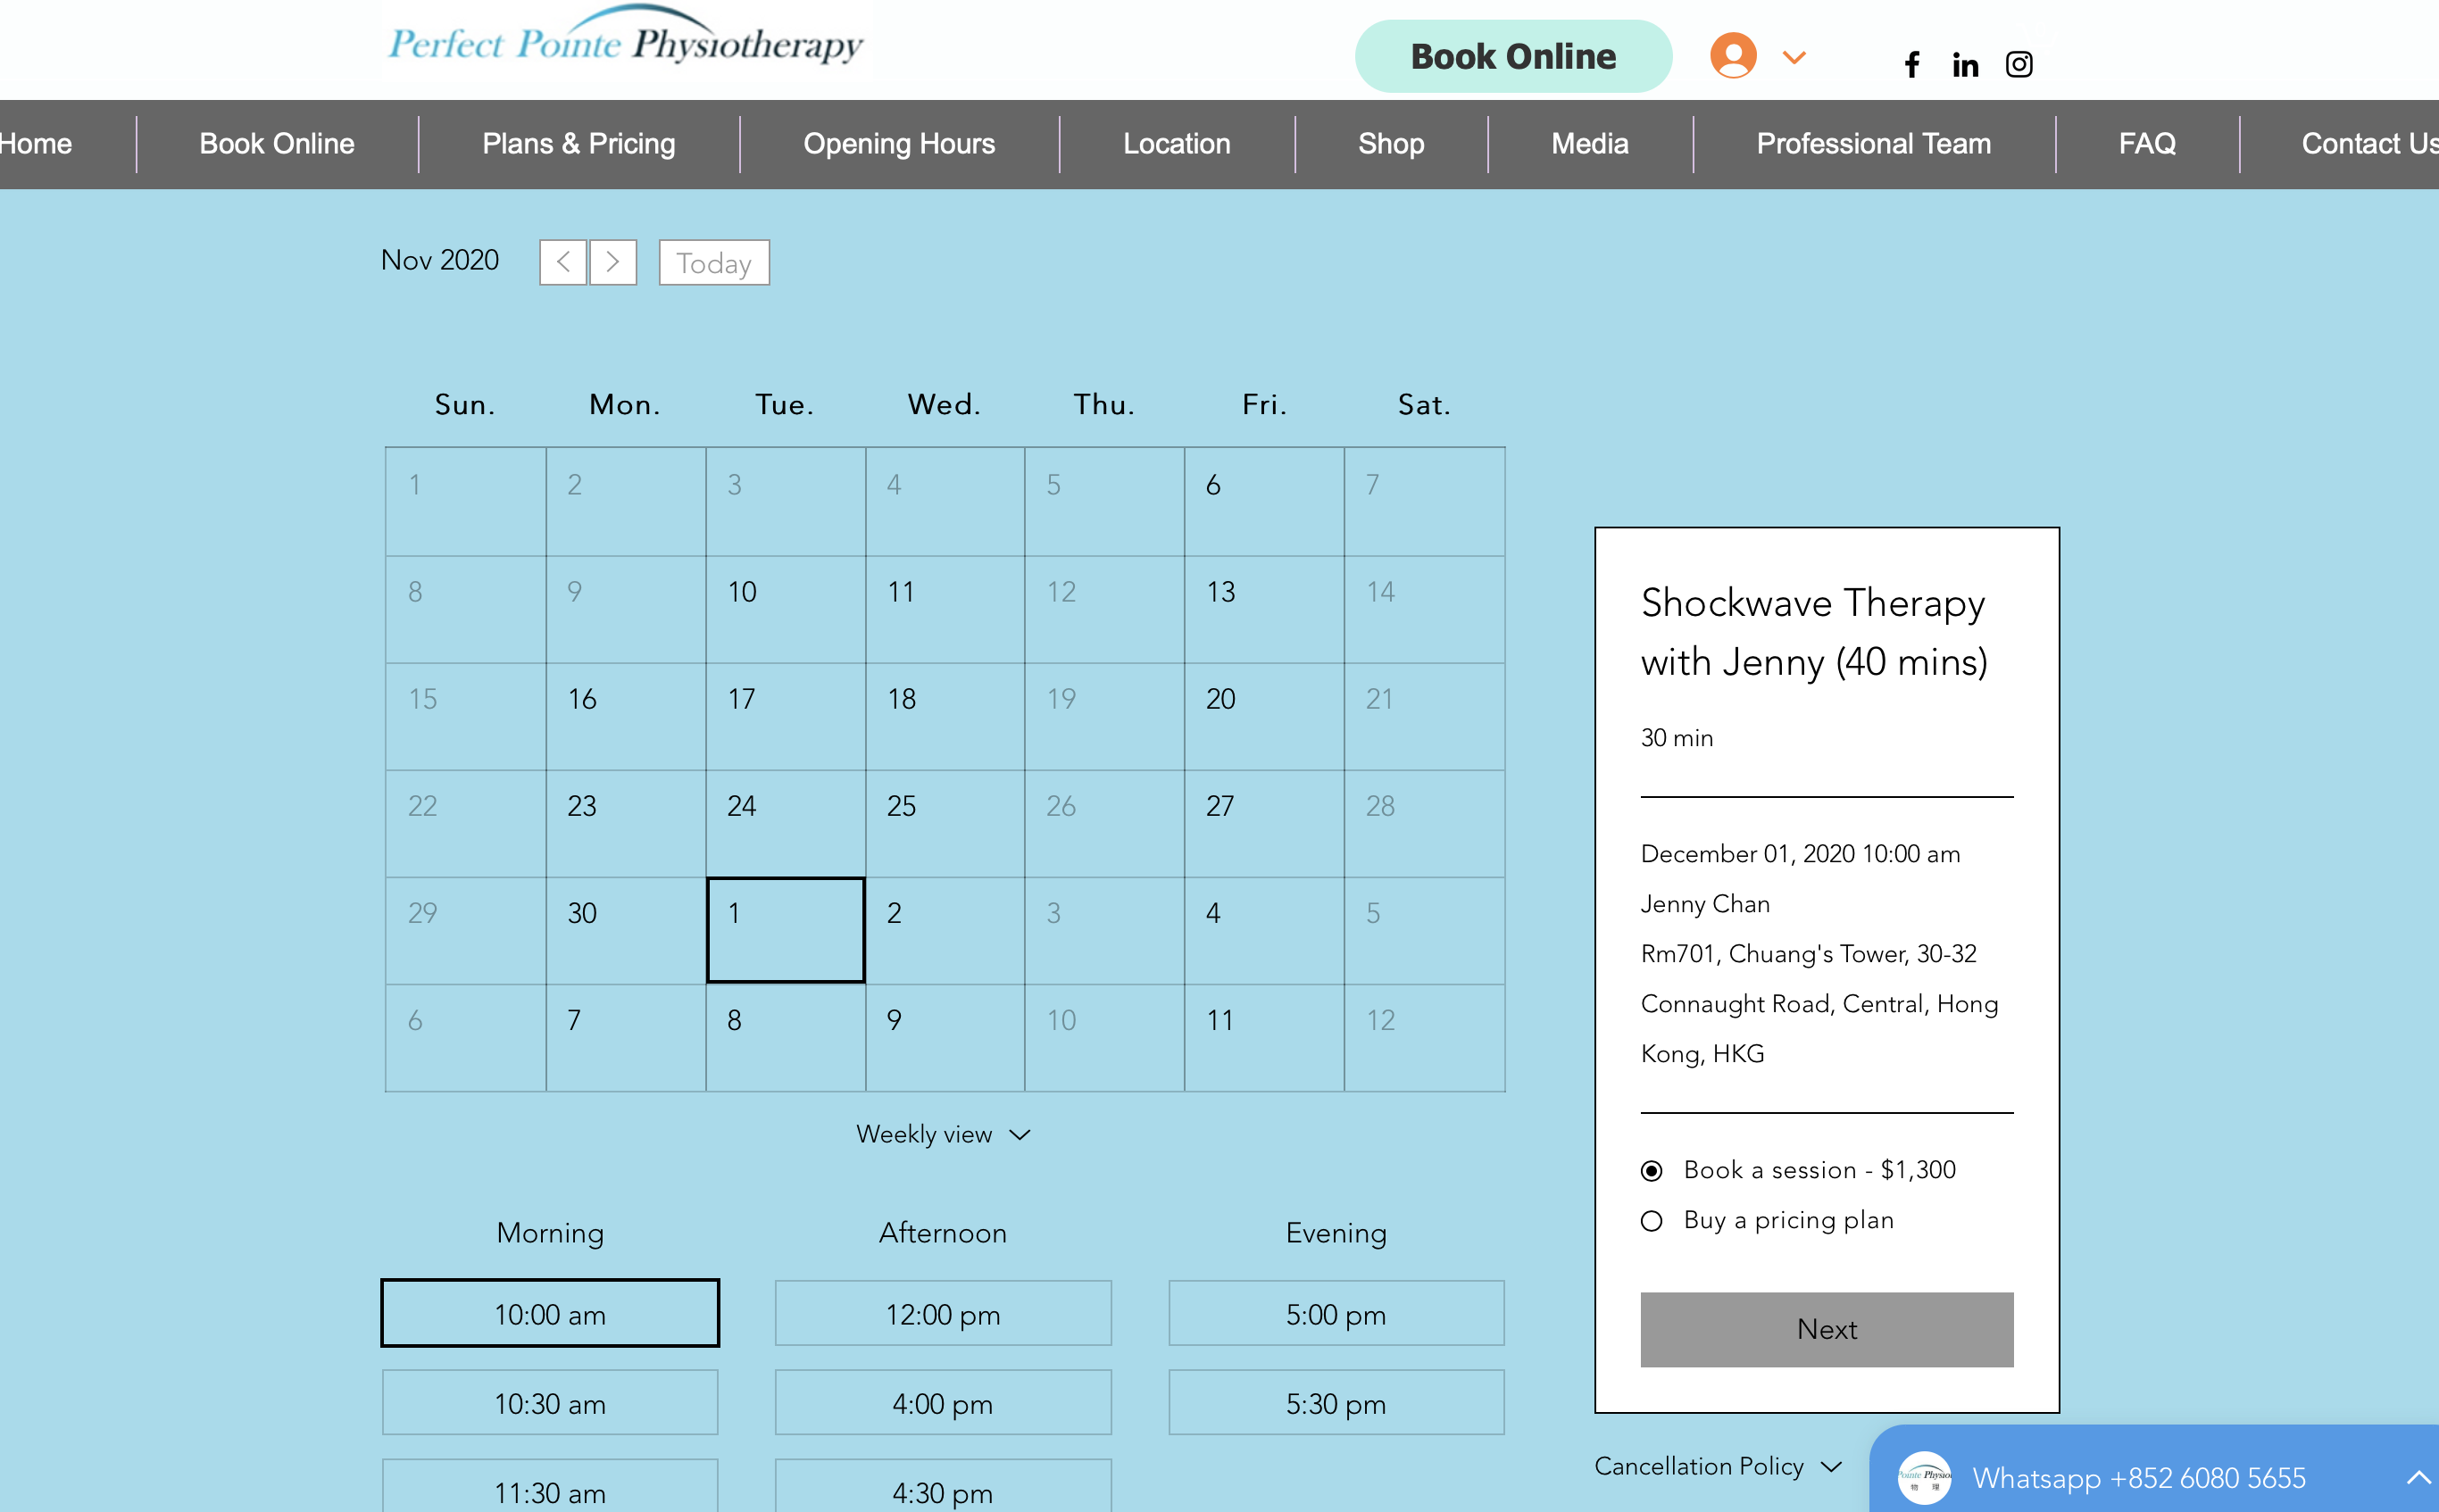 Perfect Pointe Physiotherapy
Book Online
Home
Book Online
Plans & Pricing
Opening Hours
Location
Shop
Media
Professional Team
FAQ
Contact Us
Nov 2020
Today
Sun. Mon. Tue. Wed. Thu. Fri. Sat.
1 2 3 4 5 6 7
8 9 10 11 12 13 14
15 16 17 18 19 20 21
22 23 24 25 26 27 28
29 30 1 2 3 4 5
6 7 8 9 10 11 12
Weekly view
Morning Afternoon Evening
10:00 am 12:00 pm 5:00 pm
10:30 am 4:00 pm 5:30 pm
11:30 am 4:30 pm
Shockwave Therapy
with Jenny (40 mins)
30 min
December 01, 2020 10:00 am
Jenny Chan
Rm701, Chuang's Tower, 30-32
Connaught Road, Central, Hong
Kong, HKG
Book a session - $1,300
Buy a pricing plan
Next
Cancellation Policy
Pointe Physio
物 理
Whatsapp +852 6080 5655